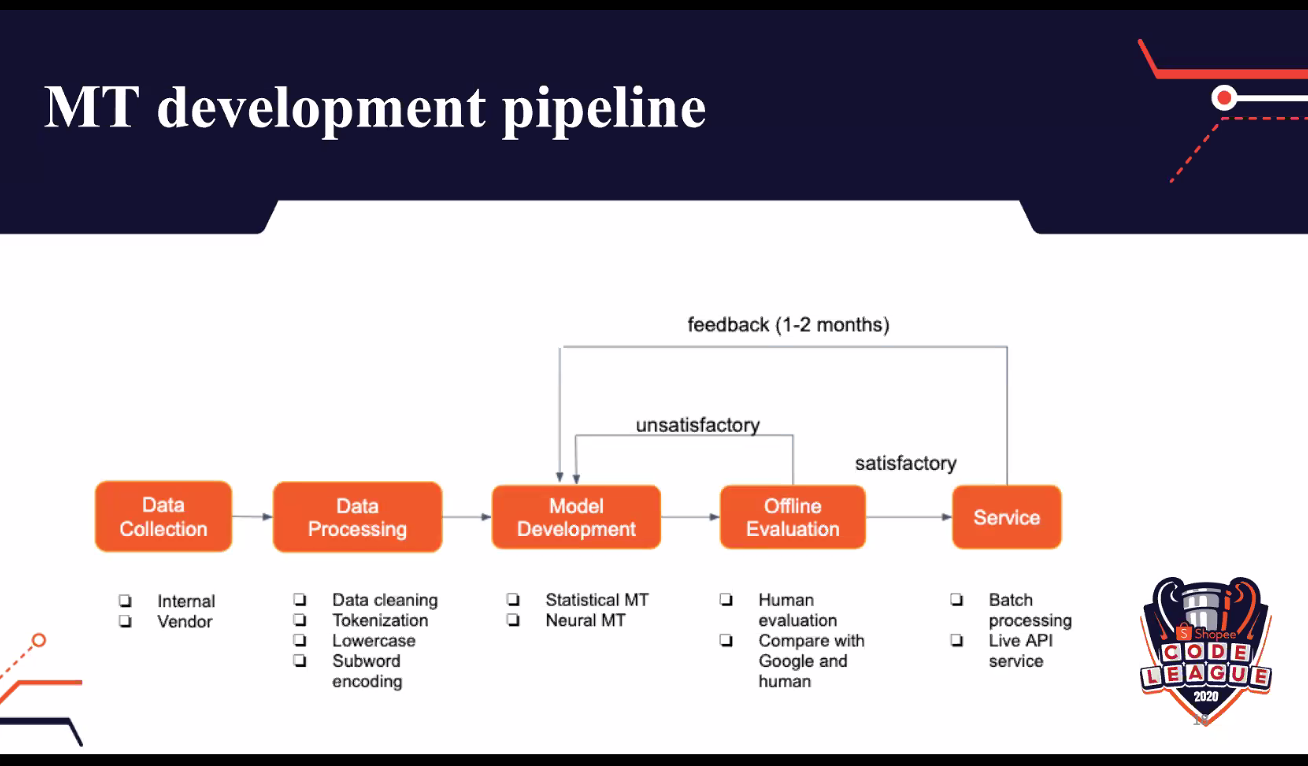 MT development pipeline
feedback (1-2 months)
unsatisfactory
satisfactory
Data
Collection
Data
Processing
Model
Development
Offline
Evaluation
Service
Internal
Vendor
Data cleaning
Tokenization
Lowercase
Subword
encoding
Statistical MT
Neural MT
Human
evaluation
Compare with
Google and
human
Batch
processing
Live API
service
Shopee
CODE
LEAGUE
2020